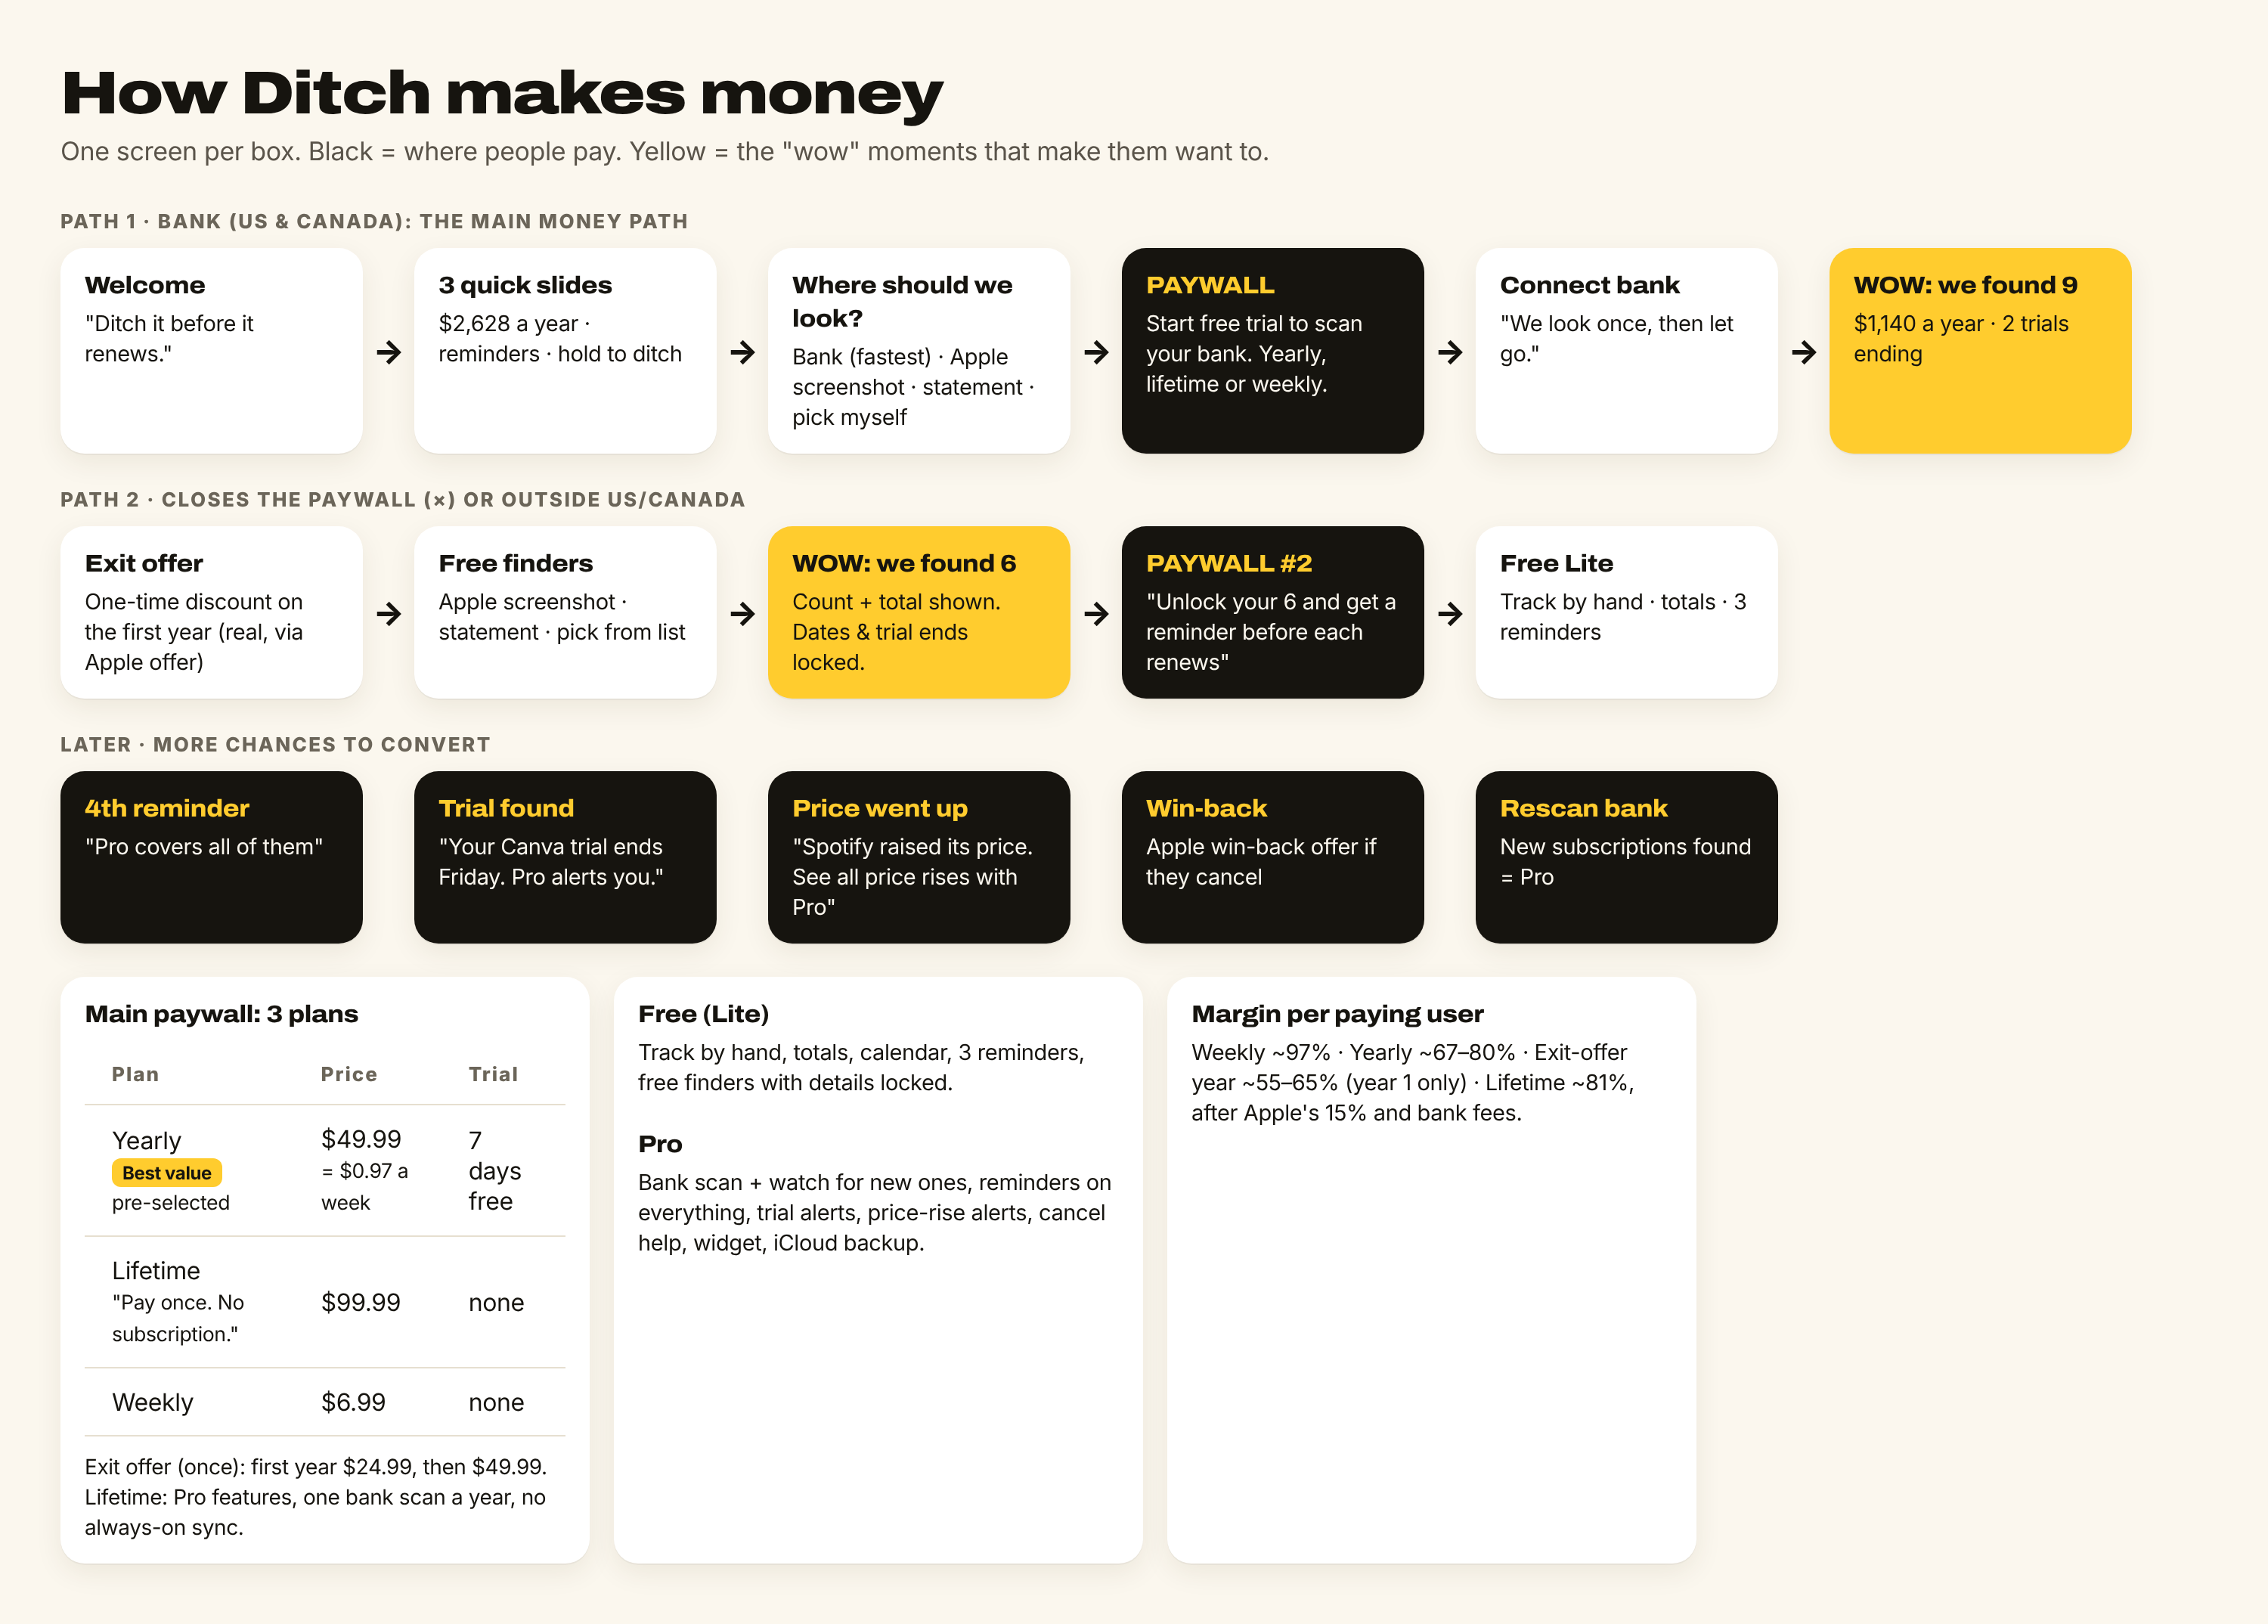 How Ditch makes money
One screen per box. Black = where people pay. Yellow = the "wow" moments that make them want to.
PATH 1 · BANK (US & CANADA): THE MAIN MONEY PATH
Welcome
"Ditch it before it
renews."
→
3 quick slides
$2,628 a year ·
reminders · hold to ditch
→
Where should we
look?
Bank (fastest) · Apple
screenshot · statement ·
pick myself
→
PAYWALL
Start free trial to scan
your bank. Yearly,
lifetime or weekly.
→
Connect bank
"We look once, then let
go."
→
WOW: we found 9
$1,140 a year · 2 trials
ending
PATH 2 · CLOSES THE PAYWALL (×) OR OUTSIDE US/CANADA
Exit offer
One-time discount on
the first year (real, via
Apple offer)
→
Free finders
Apple screenshot ·
statement · pick from list
→
WOW: we found 6
Count + total shown.
Dates & trial ends
locked.
→
PAYWALL #2
"Unlock your 6 and get a
reminder before each
renews"
→
Free Lite
Track by hand · totals · 3
reminders
LATER · MORE CHANCES TO CONVERT
4th reminder
"Pro covers all of them"
Trial found
"Your Canva trial ends
Friday. Pro alerts you."
Price went up
"Spotify raised its price.
See all price rises with
Pro"
Win-back
Apple win-back offer if
they cancel
Rescan bank
New subscriptions found
= Pro
Main paywall: 3 plans
Plan Price Trial
Yearly $49.99 7
Best value = $0.97 a days
pre-selected week free
Lifetime
"Pay once. No $99.99 none
subscription."
Weekly $6.99 none
Exit offer (once): first year $24.99, then $49.99.
Lifetime: Pro features, one bank scan a year, no
always-on sync.
Free (Lite)
Track by hand, totals, calendar, 3 reminders,
free finders with details locked.
Pro
Bank scan + watch for new ones, reminders on
everything, trial alerts, price-rise alerts, cancel
help, widget, iCloud backup.
Margin per paying user
Weekly ~97% · Yearly ~67–80% · Exit-offer
year ~55–65% (year 1 only) · Lifetime ~81%,
after Apple's 15% and bank fees.